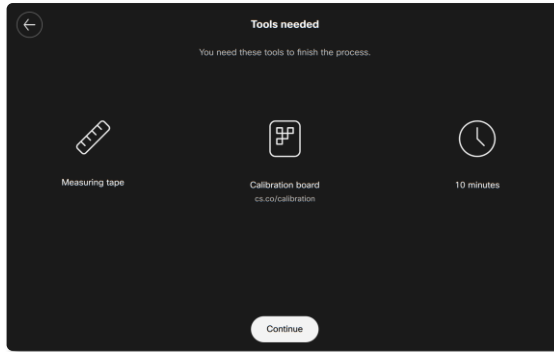 Tools needed
You need these tools to finish the process.
Measuring tape
Calibration board
cs.co/calibration
10 minutes
Continue